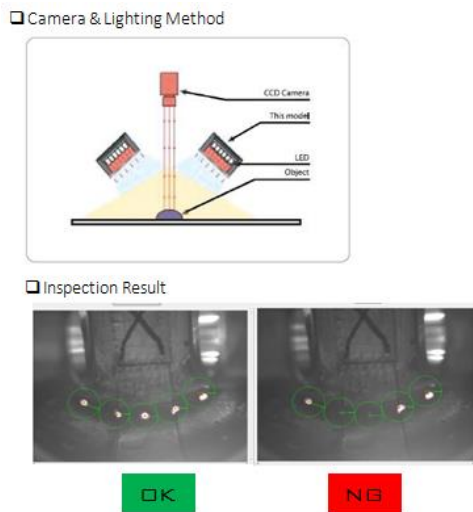 Camera & Lighting Method
CCD Camera
This model
LED
Object
Inspection Result
OK
NG